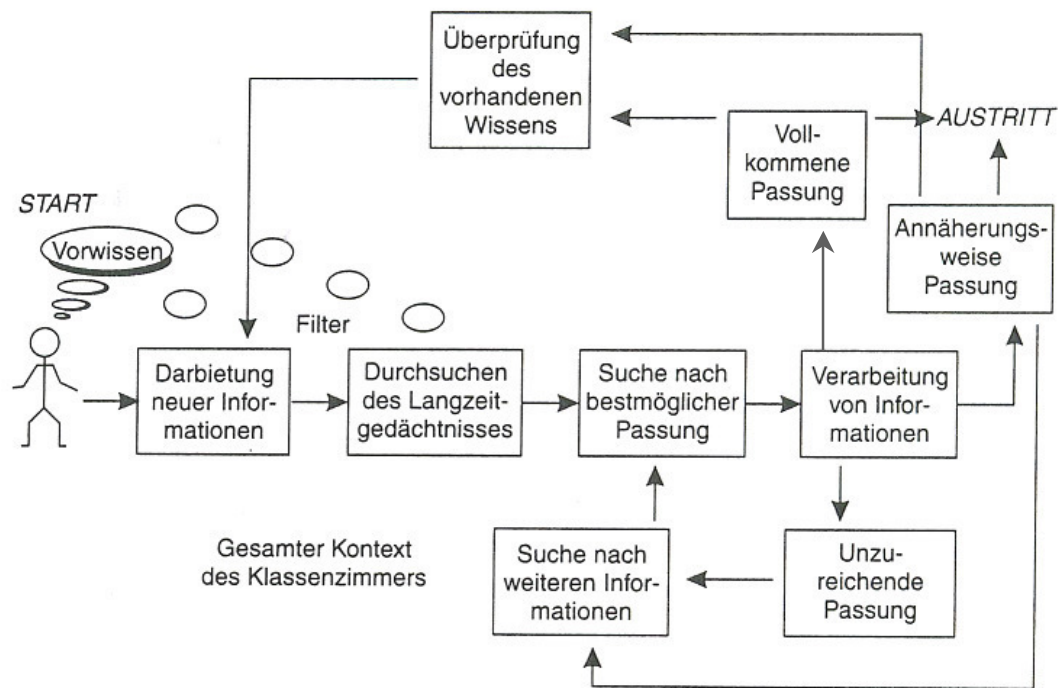 Überprüfung
des
vorhandenen
Wissens
Voll-
kommene
Passung
AUSTRITT
START
Vorwissen
Annäherungs-
weise
Passung
Filter
Darbietung
neuer Infor-
mationen
Durchsuchen
des Langzeit-
gedächtnisses
Suche nach
bestmöglicher
Passung
Verarbeitung
von Infor-
mationen
Gesamter Kontext
des Klassenzimmers
Suche nach
weiteren Infor-
mationen
Unzu-
reichende
Passung